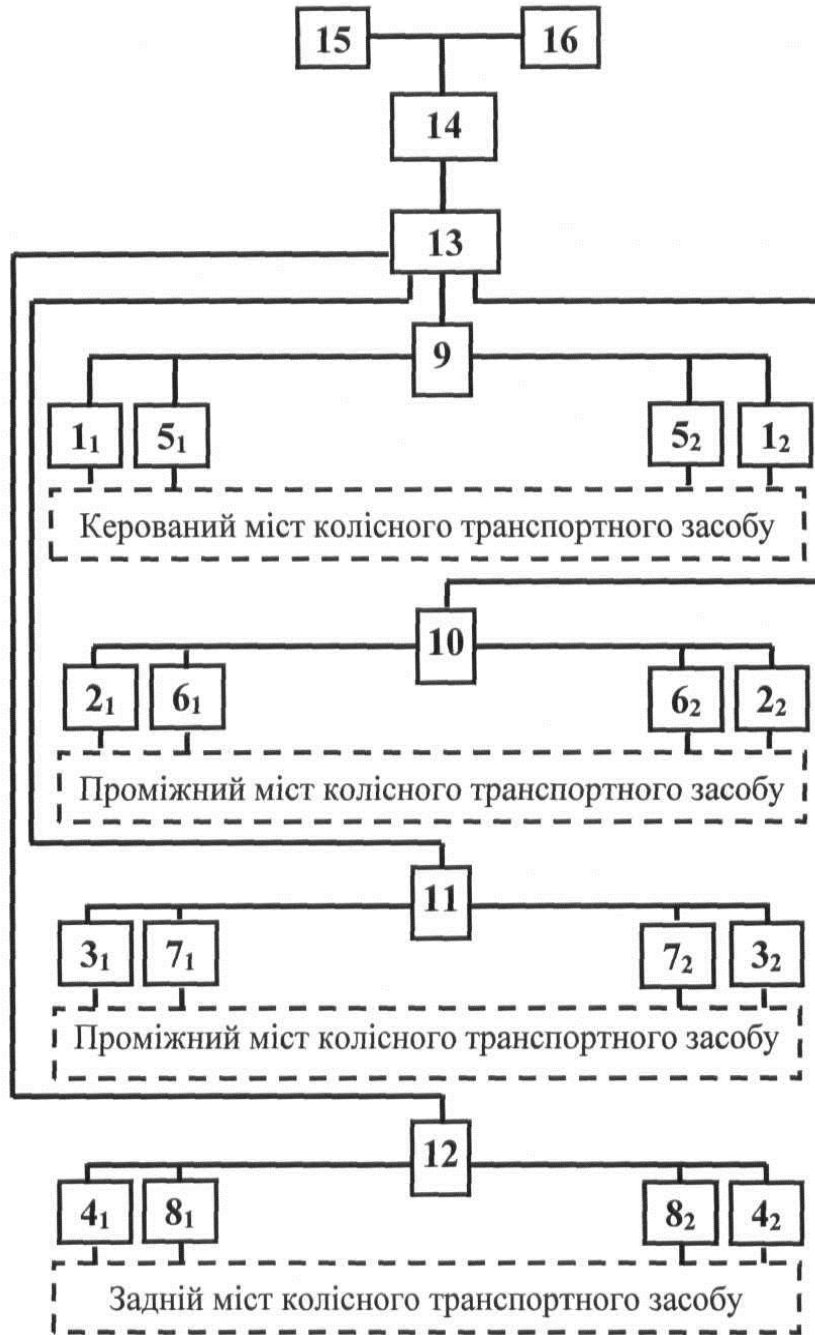 15 16
14
13
9
1₁ 5₁ 5₂ 1₂
Керований міст колісного транспортного засобу
10
2₁ 6₁ 6₂ 2₂
Проміжний міст колісного транспортного засобу
11
3₁ 7₁ 7₂ 3₂
Проміжний міст колісного транспортного засобу
12
4₁ 8₁ 8₂ 4₂
Задній міст колісного транспортного засобу